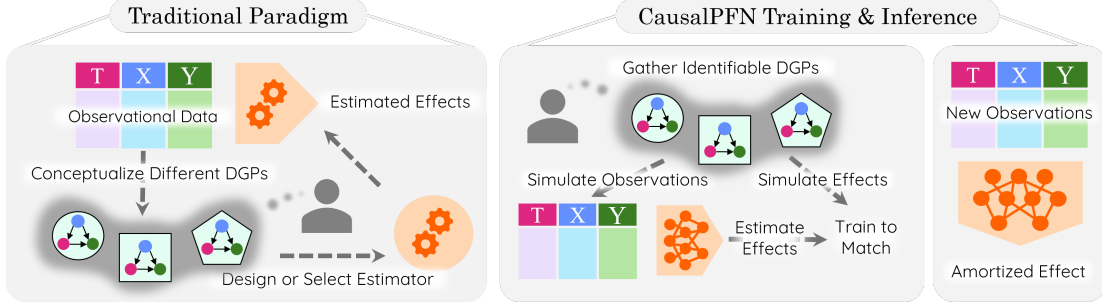 Traditional Paradigm
T X Y
Observational Data
Estimated Effects
Conceptualize Different DGPs
Design or Select Estimator
CausalPFN Training & Inference
Gather Identifiable DGPs
Simulate Observations
Simulate Effects
T X Y
Estimate
Effects
Train to
Match
T X Y
New Observations
Amortized Effect